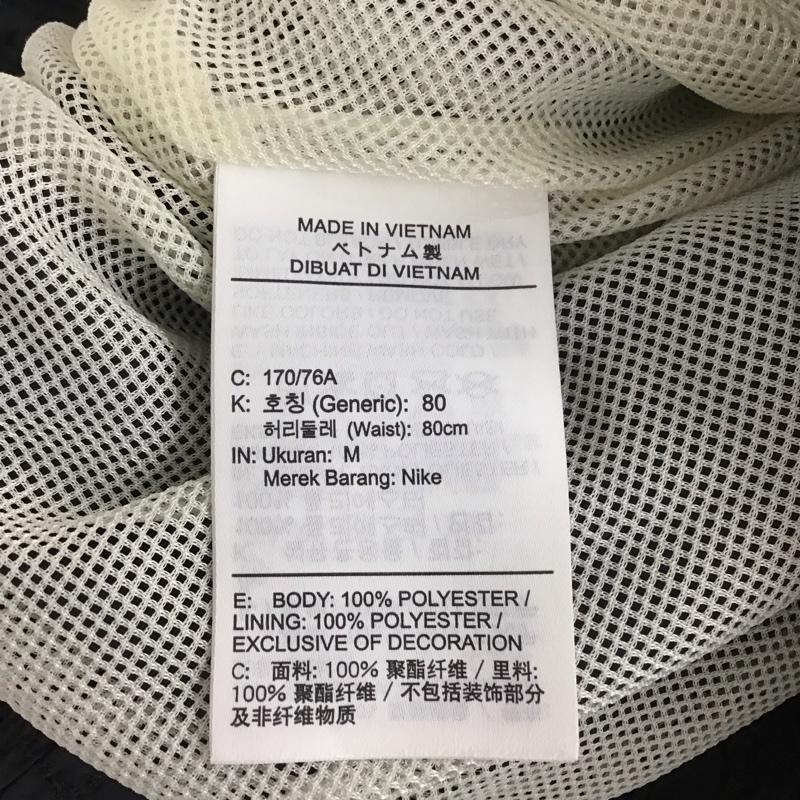 MADE IN VIETNAM
ベトナム製
DIBUAT DI VIETNAM
C: 170/76A
K: 호칭 (Generic): 80
허리둘레 (Waist): 80cm
IN: Ukuran: M
Merek Barang: Nike
E: BODY: 100% POLYESTER /
LINING: 100% POLYESTER /
EXCLUSIVE OF DECORATION
C: 面料: 100% 聚酯纤维 / 里料:
100% 聚酯纤维 / 不包括装饰部分
及非纤维物质